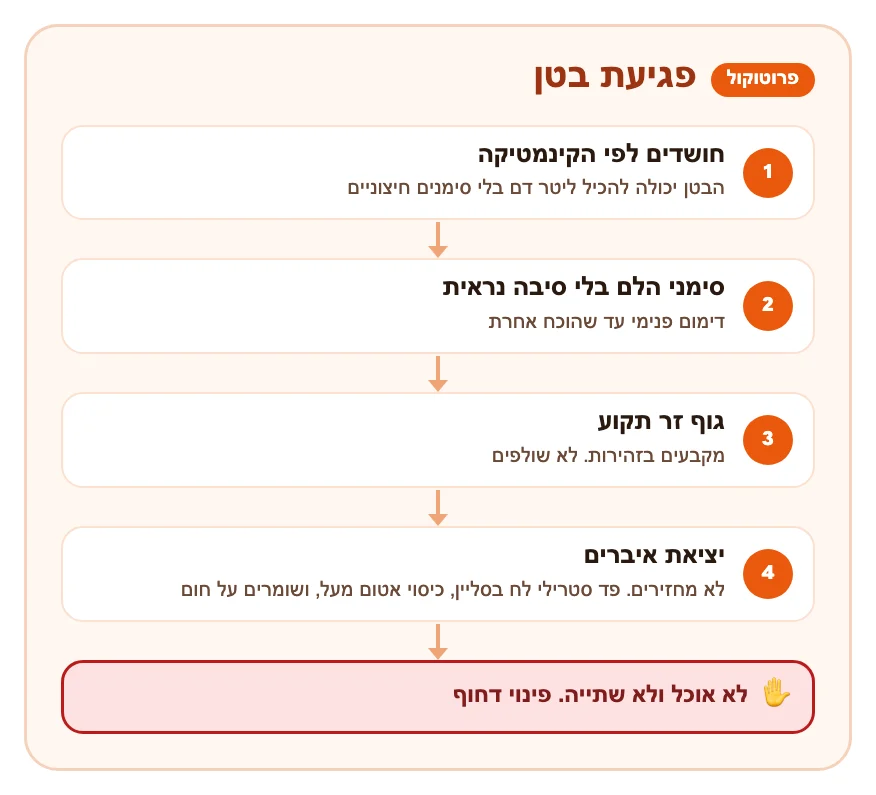 פרוטוקול פגיעת בטן
1
חושדים לפי הקינמטיקה
הבטן יכולה להכיל ליטר דם בלי סימנים חיצוניים
2
סימני הלם בלי סיבה נראית
דימום פנימי עד שהוכח אחרת
3
גוף זר תקוע
מקבעים בזהירות. לא שולפים
4
יציאת איברים
לא מחזירים. פד סטרילי לח בסליין, כיסוי אטום מעל, ושומרים על חום
לא אוכל ולא שתייה. פינוי דחוף